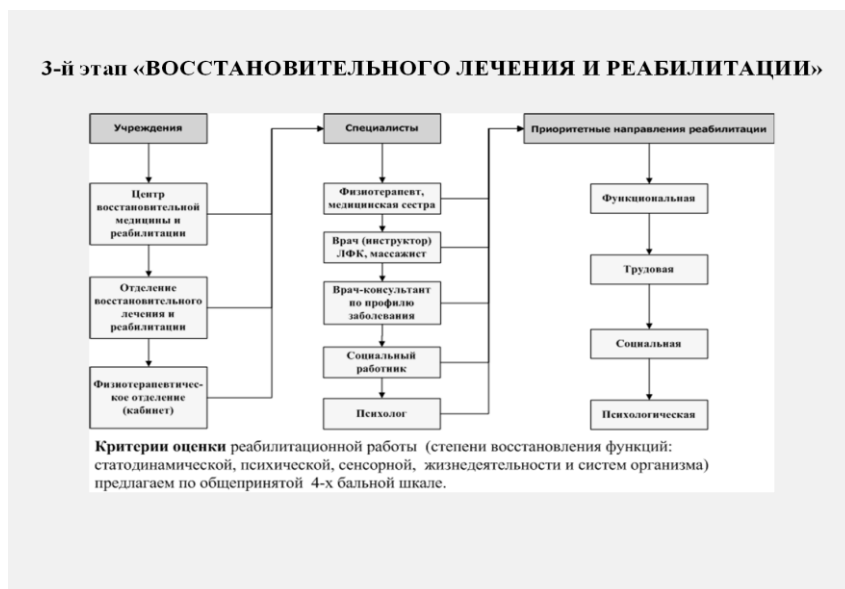 3-й этап «ВОССТАНОВИТЕЛЬНОГО ЛЕЧЕНИЯ И РЕАБИЛИТАЦИИ»
Учреждения
Центр
восстановительной
медицины и
реабилитации
Отделение
восстановительного
лечения и
реабилитации
Физиотерапевтичес-
кое отделение
(кабинет)
Специалисты
Физиотерапевт,
медицинская сестра
Врач (инструктор)
ЛФК, массажист
Врач-консультант
по профилю
заболевания
Социальный
работник
Психолог
Приоритетные направления реабилитации
Функциональная
Трудовая
Социальная
Психологическая
Критерии оценки реабилитационной работы (степени восстановления функций:
статодинамической, психической, сенсорной, жизнедеятельности и систем организма)
предлагаем по общепринятой 4-х бальной шкале.